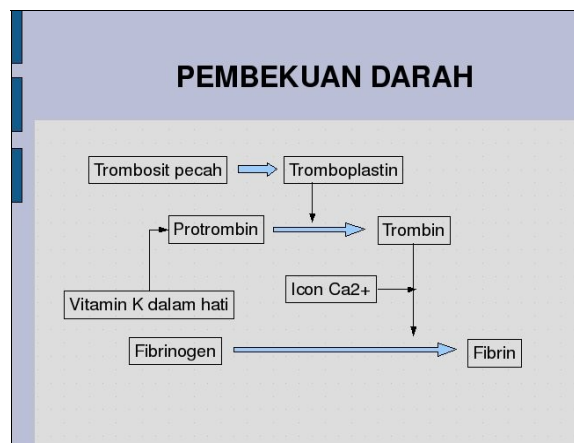 PEMBEKUAN DARAH
Trombosit pecah
Tromboplastin
Protrombin
Trombin
Icon Ca2+
Vitamin K dalam hati
Fibrinogen
Fibrin